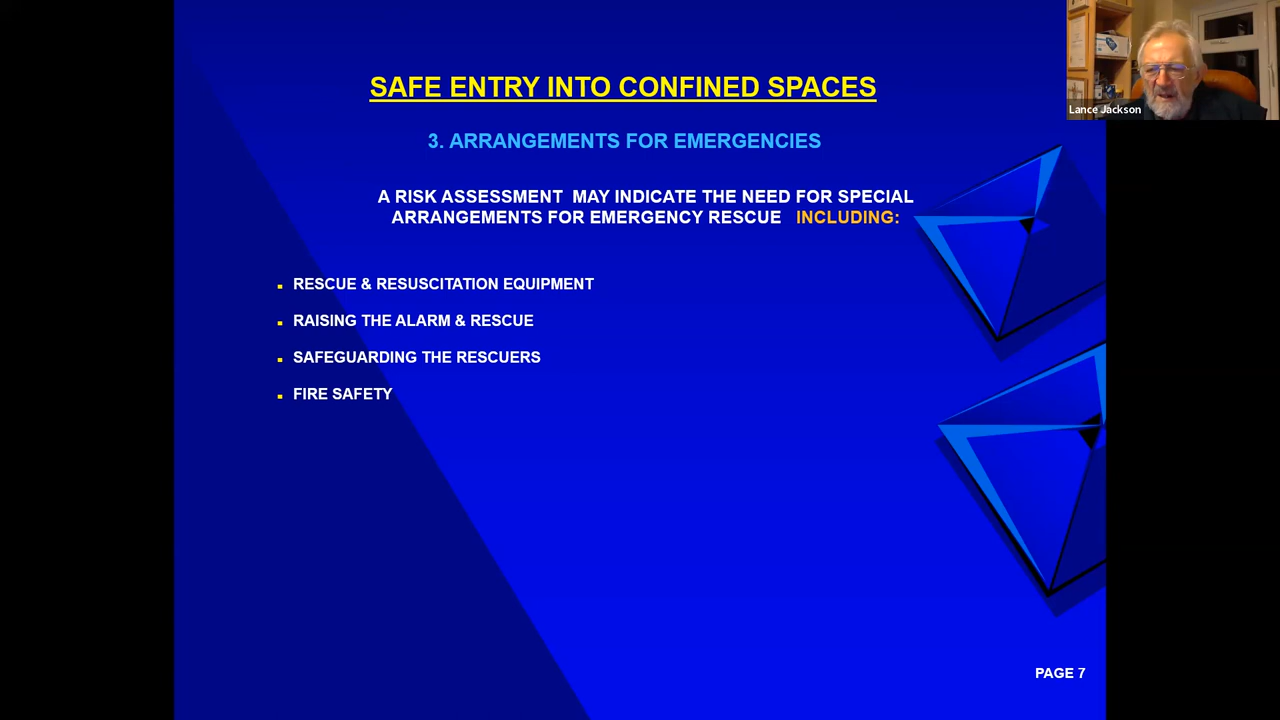 SAFE ENTRY INTO CONFINED SPACES
Lance Jackson
3. ARRANGEMENTS FOR EMERGENCIES
A RISK ASSESSMENT MAY INDICATE THE NEED FOR SPECIAL
ARRANGEMENTS FOR EMERGENCY RESCUE INCLUDING:
RESCUE & RESUSCITATION EQUIPMENT
RAISING THE ALARM & RESCUE
SAFEGUARDING THE RESCUERS
FIRE SAFETY
PAGE 7